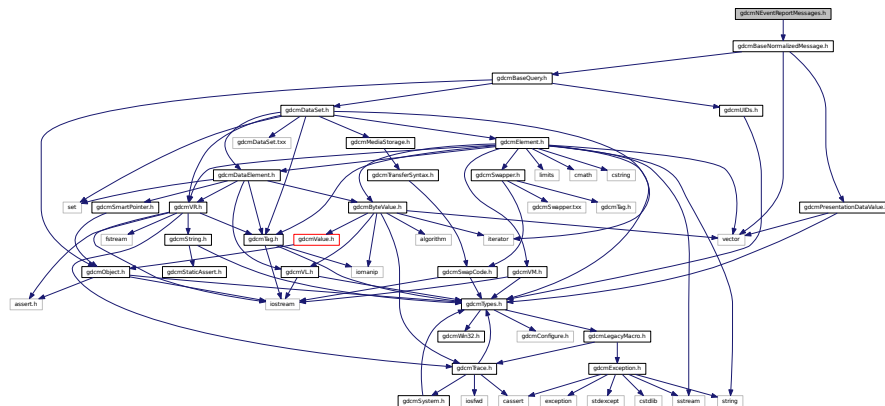 gdcmNEventReportMessages.h
gdcmBaseNormalizedMessage.h
gdcmBaseQuery.h
gdcmDataSet.h
gdcmUIDs.h
gdcmDataSet.txx
gdcmMediaStorage.h
gdcmElement.h
gdcmDataElement.h
gdcmTransferSyntax.h
gdcmSwapper.h
limits
cmath
cstring
set
gdcmSmartPointer.h
gdcmVR.h
gdcmByteValue.h
gdcmSwapper.txx
gdcmTag.h
gdcmPresentationDataValue.h
fstream
gdcmString.h
gdcmTag.h
gdcmValue.h
algorithm
iterator
vector
gdcmObject.h
gdcmStaticAssert.h
gdcmVL.h
iomanip
gdcmSwapCode.h
gdcmVM.h
assert.h
iostream
gdcmTypes.h
gdcmWin32.h
gdcmConfigure.h
gdcmLegacyMacro.h
gdcmTrace.h
gdcmException.h
gdcmSystem.h
iosfwd
cassert
exception
stdexcept
cstdlib
sstream
string